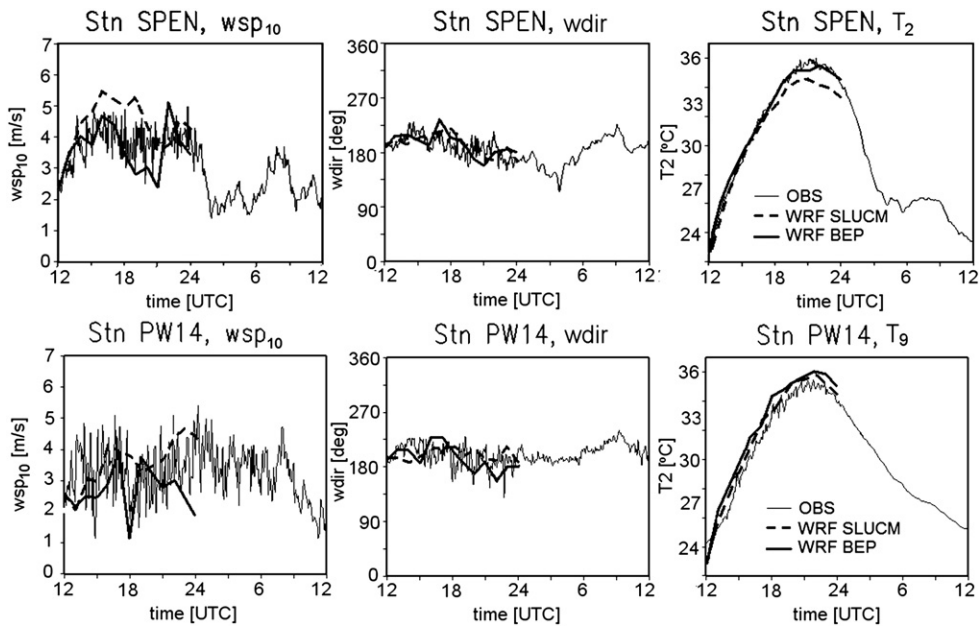 Stn SPEN, wsp10
7
6
5
4
3
2
1
0
wsp10 [m/s]
12 18 24 6 12
time [UTC]
Stn SPEN, wdir
360
270
180
90
0
wdir [deg]
12 18 24 6 12
time [UTC]
Stn SPEN, T2
36
33
30
26
24
T2 [ºC]
OBS
WRF SLUCM
WRF BEP
12 18 24 6 12
time [UTC]
Stn PW14, wsp10
7
6
5
4
3
2
1
0
wsp10 [m/s]
12 18 24 6 12
time [UTC]
Stn PW14, wdir
360
270
180
90
0
wdir [deg]
12 18 24 6 12
time [UTC]
Stn PW14, T9
36
33
30
27
24
T2 [ºC]
OBS
WRF SLUCM
WRF BEP
12 18 24 6 12
time [UTC]